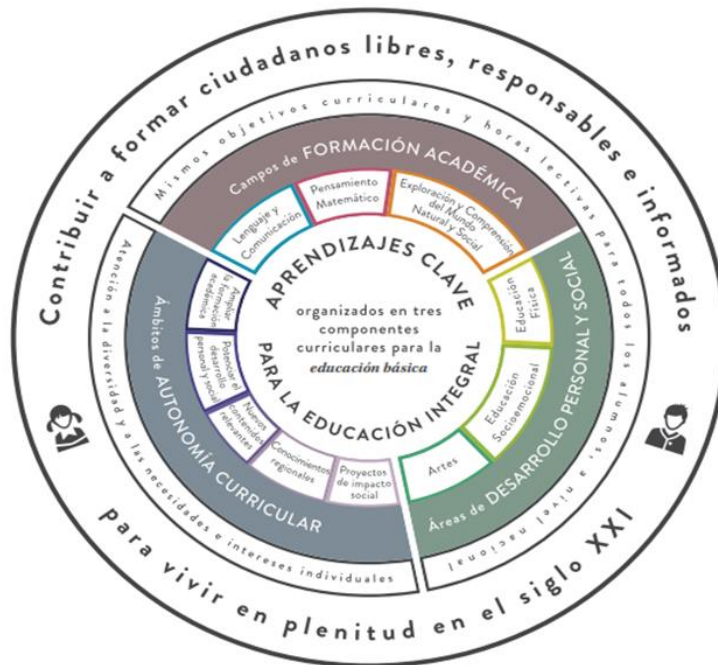 Contribuir a formar ciudadanos libres, responsables e informados
para vivir en plenitud en el siglo XXI
Mismos objetivos curriculares y horas lectivas para todos los alumnos, a nivel nacional
Atención a la diversidad y a las necesidades e intereses individuales
Campos de FORMACIÓN ACADÉMICA
Lenguaje y
Comunicación
Pensamiento
Matemático
Exploración y Comprensión
del Mundo
Natural y Social
Áreas de DESARROLLO PERSONAL Y SOCIAL
Educación
Física
Educación
Socioemocional
Artes
Ámbitos de AUTONOMÍA CURRICULAR
Ampliar
la formación
académica
Potenciar el
desarrollo
personal y social
Nuevos
contenidos
relevantes
Conocimientos
regionales
Proyectos
de impacto
social
APRENDIZAJES CLAVE
organizados en tres
componentes
curriculares para la
educación básica
PARA LA EDUCACIÓN INTEGRAL